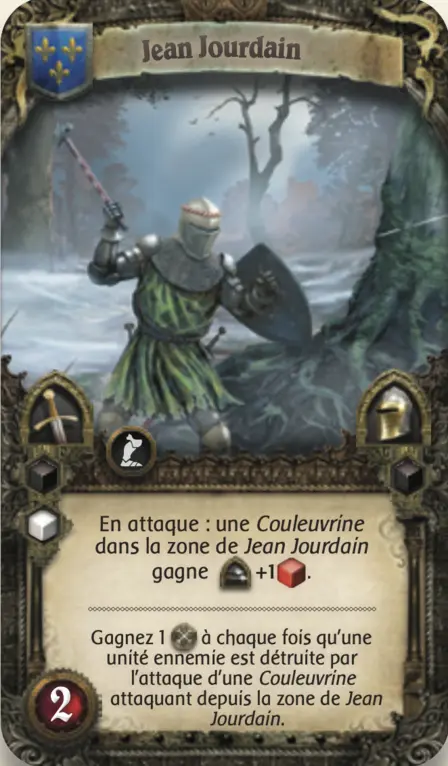 Jean Jourdain
En attaque : une Couleuvrine
dans la zone de Jean Jourdain
gagne +1.
Gagnez 1 à chaque fois qu'une
unité ennemie est détruite par
l'attaque d'une Couleuvrine
attaquant depuis la zone de Jean
Jourdain.
2